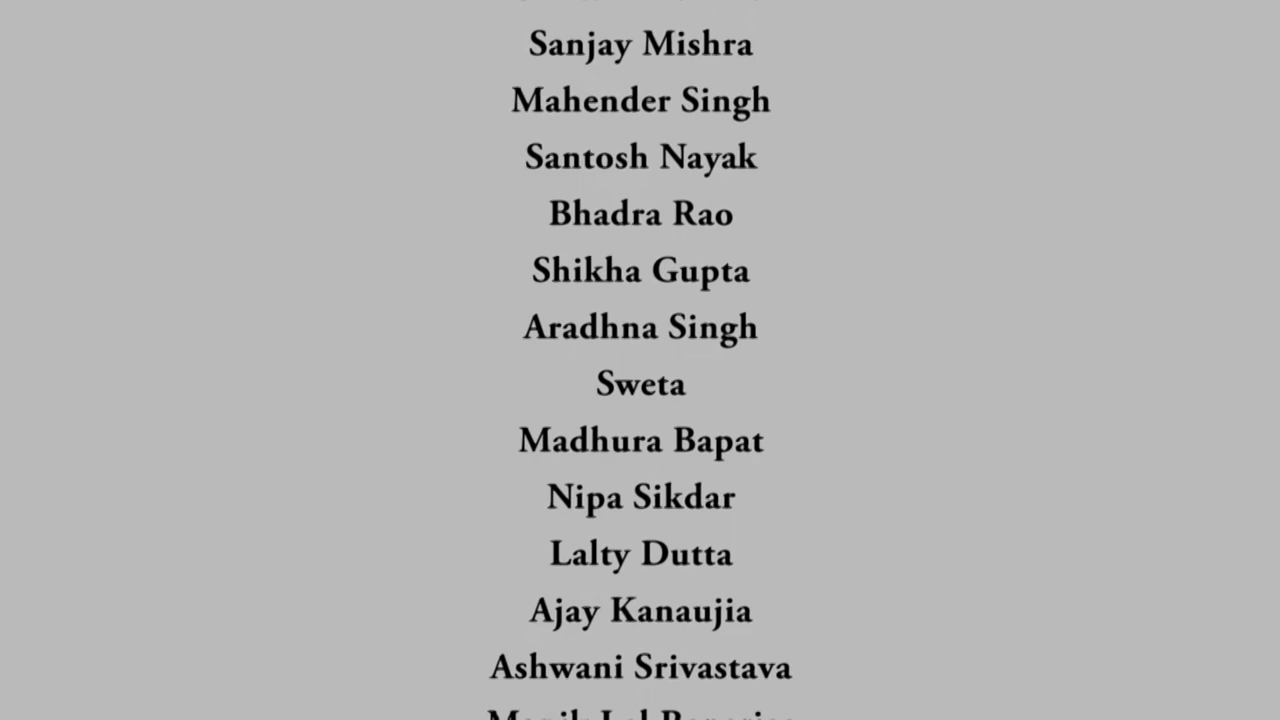 Sanjay Mishra
Mahender Singh
Santosh Nayak
Bhadra Rao
Shikha Gupta
Aradhna Singh
Sweta
Madhura Bapat
Nipa Sikdar
Lalty Dutta
Ajay Kanaujia
Ashwani Srivastava